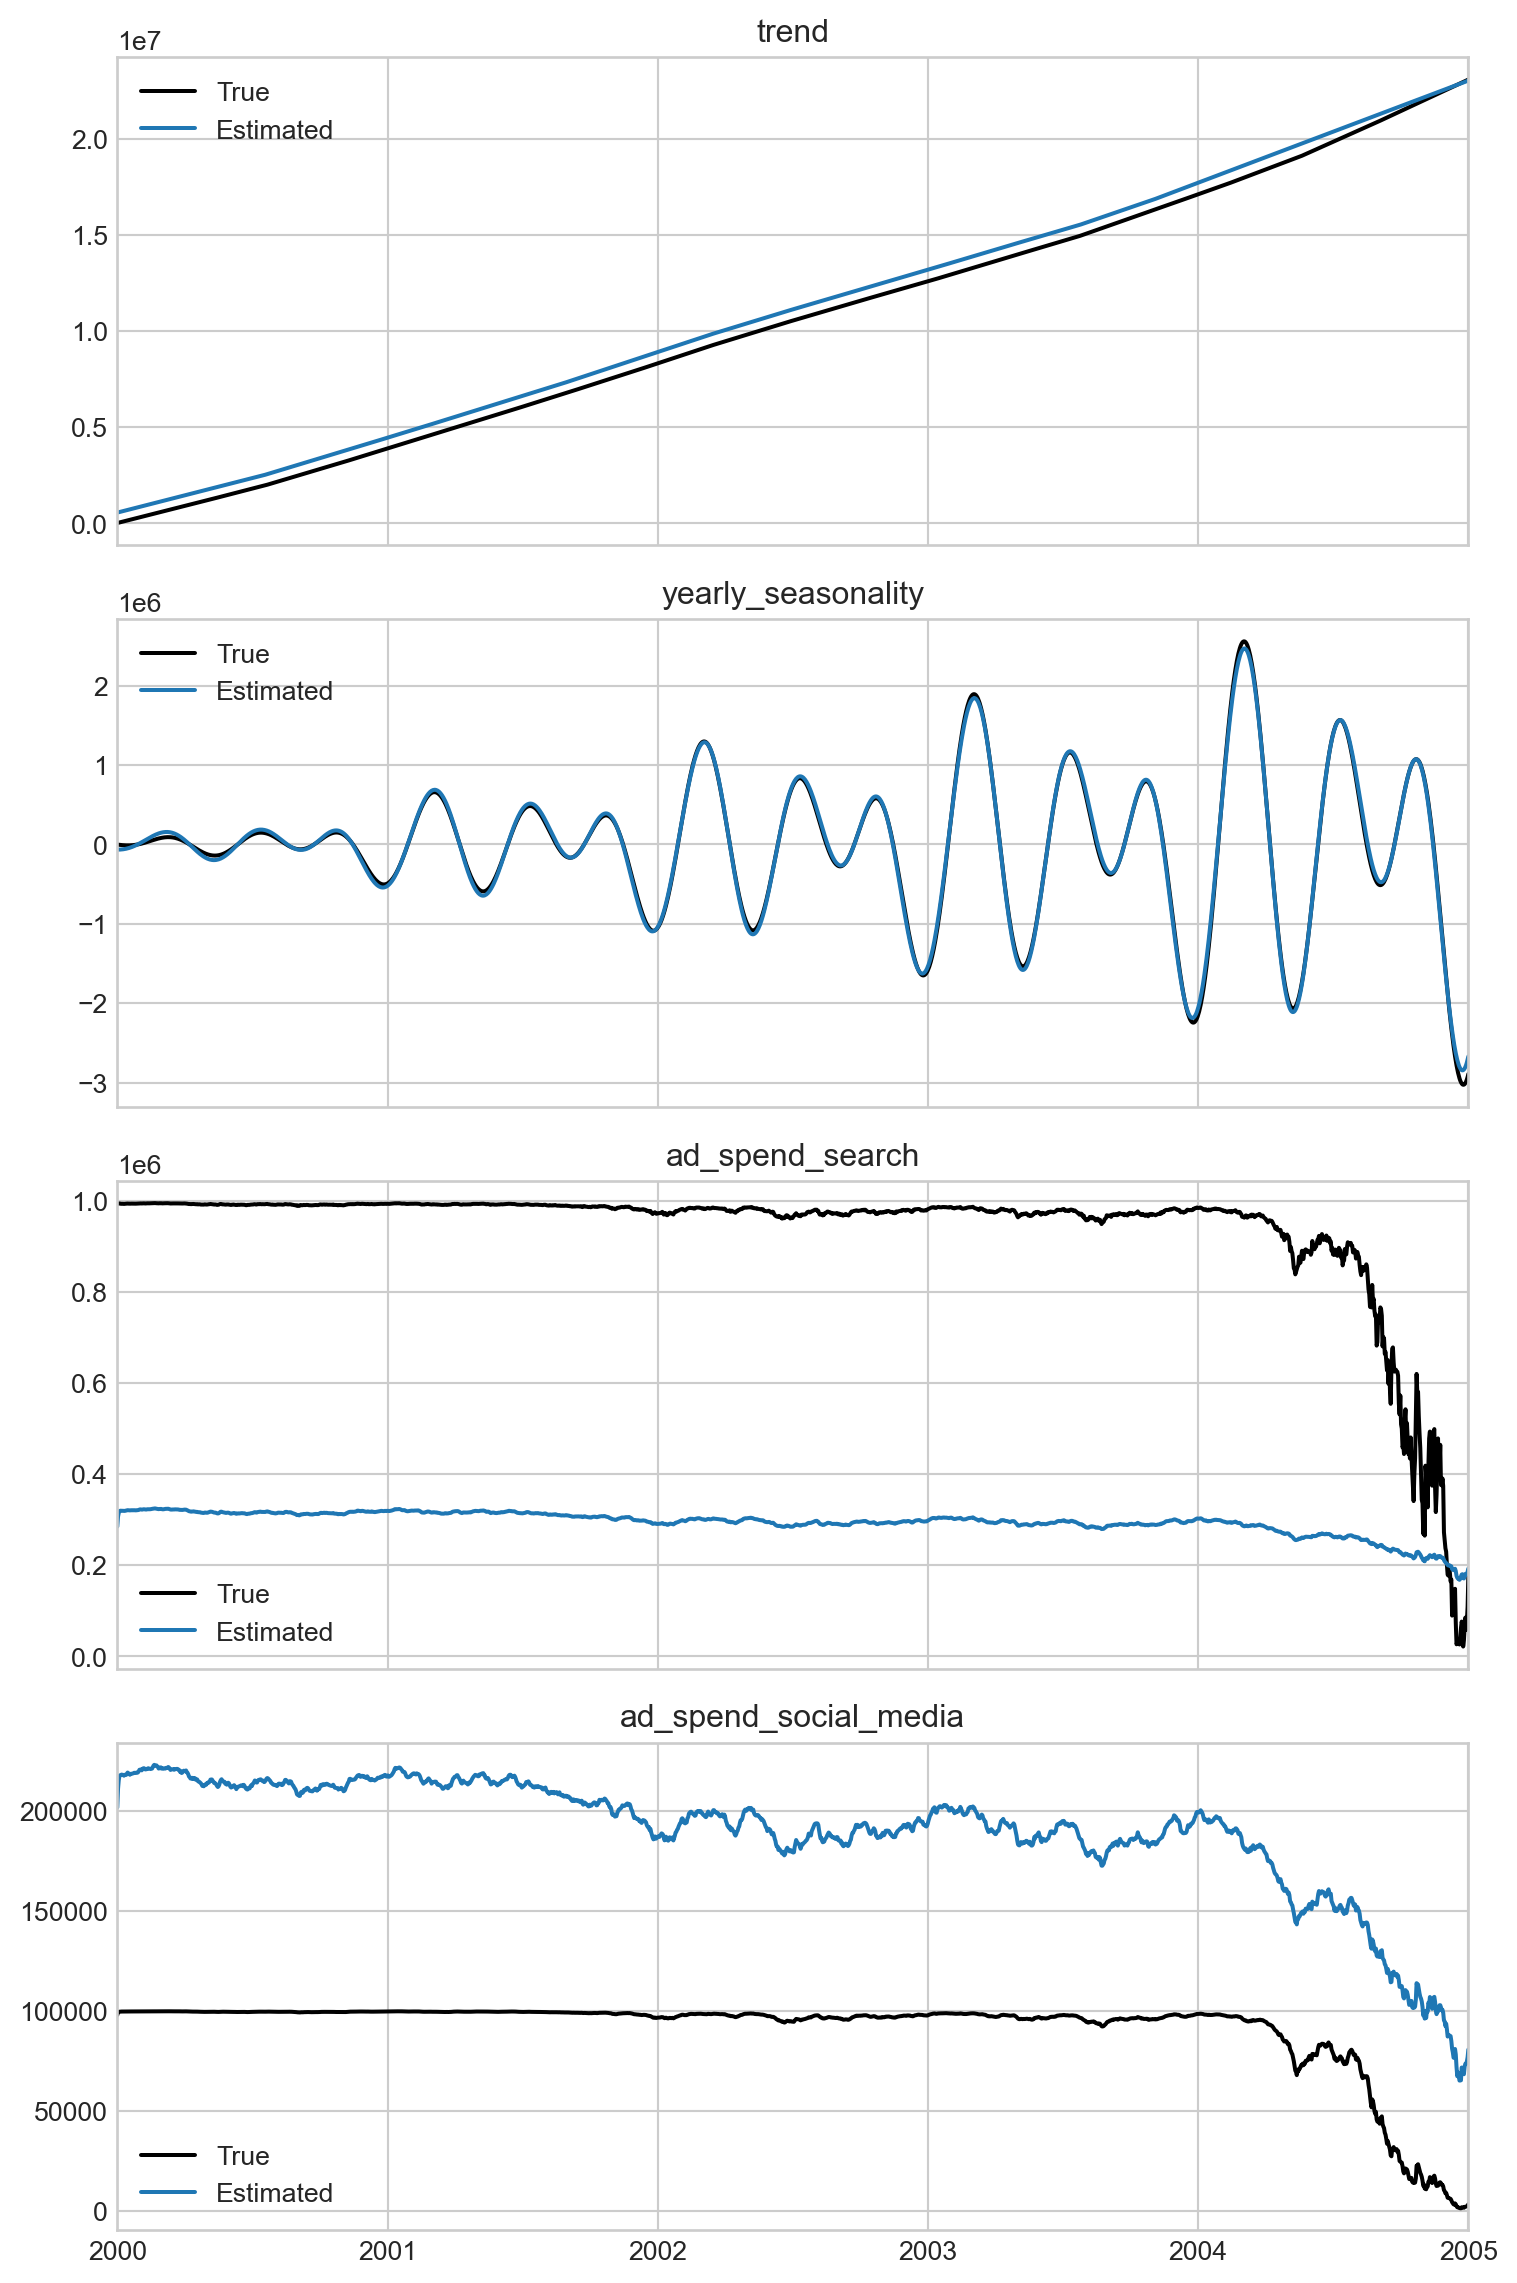 trend
1e7
True
Estimated
2.0
1.5
1.0
0.5
0.0
yearly_seasonality
1e6
True
Estimated
2
1
0
−1
−2
−3
ad_spend_search
1e6
1.0
0.8
0.6
0.4
0.2
0.0
True
Estimated
ad_spend_social_media
200000
150000
100000
50000
0
True
Estimated
2000 2001 2002 2003 2004 2005